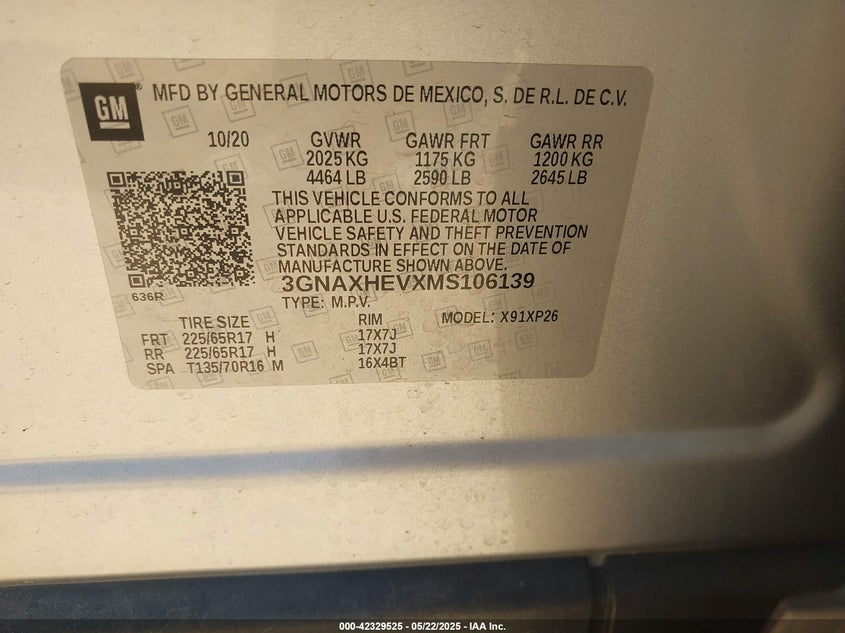 GM
MFD BY GENERAL MOTORS DE MEXICO, S. DE R.L. DE C.V.
10/20 GVWR GAWR FRT GAWR RR
2025 KG 1175 KG 1200 KG
4464 LB 2590 LB 2645 LB
THIS VEHICLE CONFORMS TO ALL
APPLICABLE U.S. FEDERAL MOTOR
VEHICLE SAFETY AND THEFT PREVENTION
STANDARDS IN EFFECT ON THE DATE OF
MANUFACTURE SHOWN ABOVE.
3GNAXHEVXMS106139
636R
TYPE: M.P.V.
TIRE SIZE RIM MODEL: X91XP26
FRT 225/65R17 H 17X7J
RR 225/65R17 H 17X7J
SPA T135/70R16 M 16X4BT
000-42329525 - 05/22/2025 - IAA Inc.